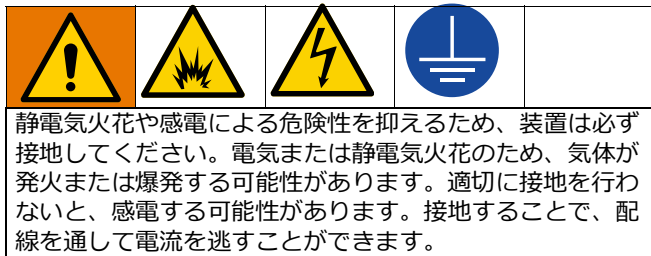 静電気火花や感電による危険性を抑えるため、装置は必ず
接地してください。電気または静電気火花のため、気体が
発火または爆発する可能性があります。適切に接地を行わ
ないと、感電する可能性があります。接地することで、配
線を通して電流を逃すことができます。